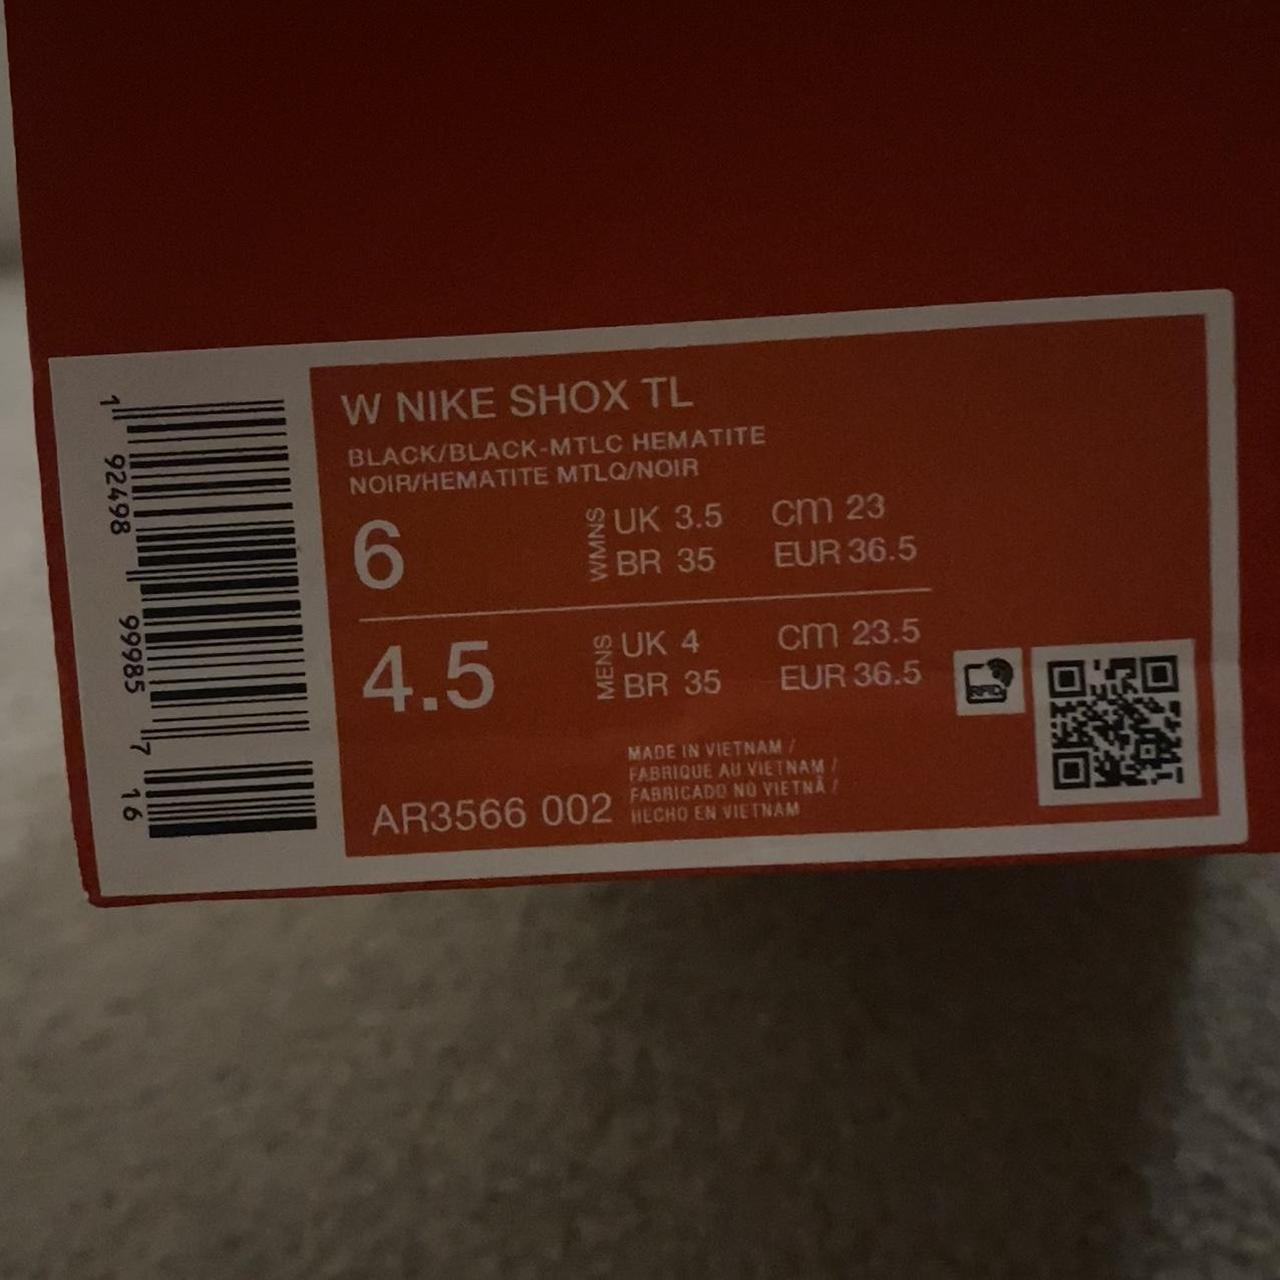 W NIKE SHOX TL
BLACK/BLACK-MTLC HEMATITE
NOIR/HEMATITE MTLQ/NOIR
6
WMNS
UK 3.5
cm 23
BR 35
EUR 36.5
4.5
MENS
UK 4
cm 23.5
BR 35
EUR 36.5
RFID
AR3566 002
MADE IN VIETNAM /
FABRIQUE AU VIETNAM /
FABRICADO NO VIETNÃ /
HECHO EN VIETNAM
1 92498 99985 7 16